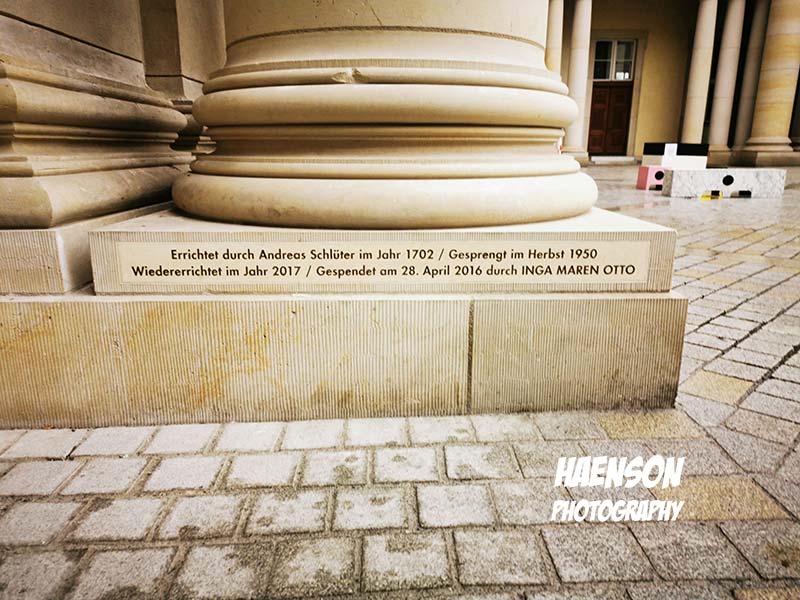 Errichtet durch Andreas Schlüter im Jahr 1702 / Gesprengt im Herbst 1950
Wiedererrichtet im Jahr 2017 / Gespendet am 28. April 2016 durch INGA MAREN OTTO
HAENSON
PHOTOGRAPHY